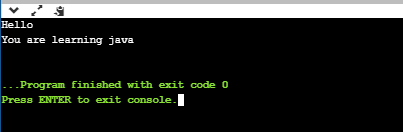 Hello
You are learning java
...Program finished with exit code 0
Press ENTER to exit console.